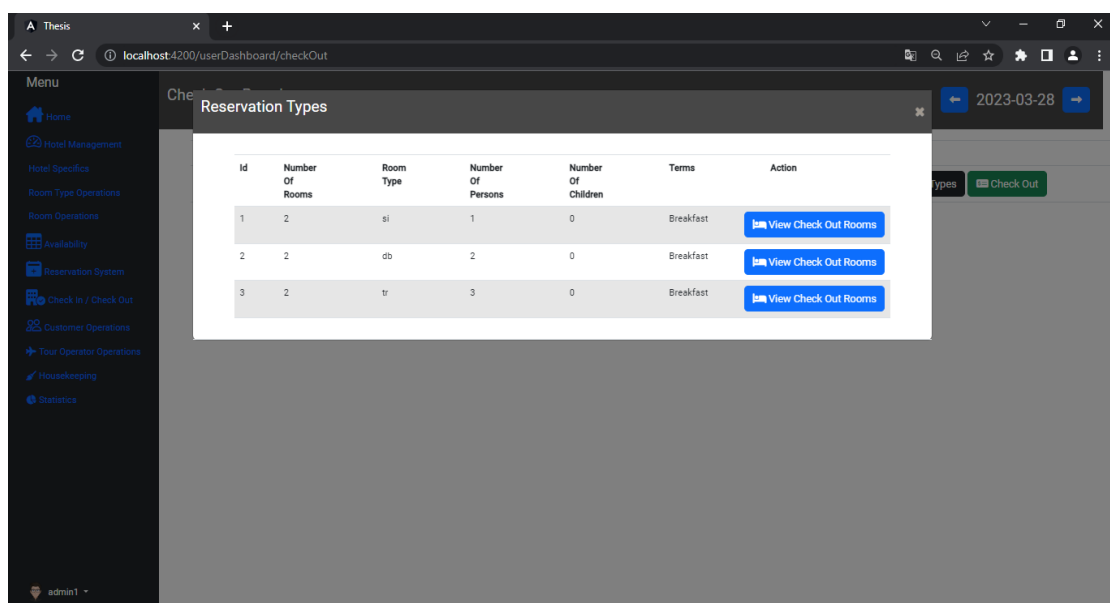 Thesis
localhost:4200/userDashboard/checkOut
Menu
Home
Hotel Management
Hotel Specifics
Room Type Operations
Room Operations
Availability
Reservation System
Check In / Check Out
Customer Operations
Tour Operator Operations
Housekeeping
Statistics
admin1
2023-03-28
Types
Check Out
Reservation Types
Id Number Of Rooms Room Type Number Of Persons Number Of Children Terms Action
1 2 si 1 0 Breakfast View Check Out Rooms
2 2 db 2 0 Breakfast View Check Out Rooms
3 2 tr 3 0 Breakfast View Check Out Rooms